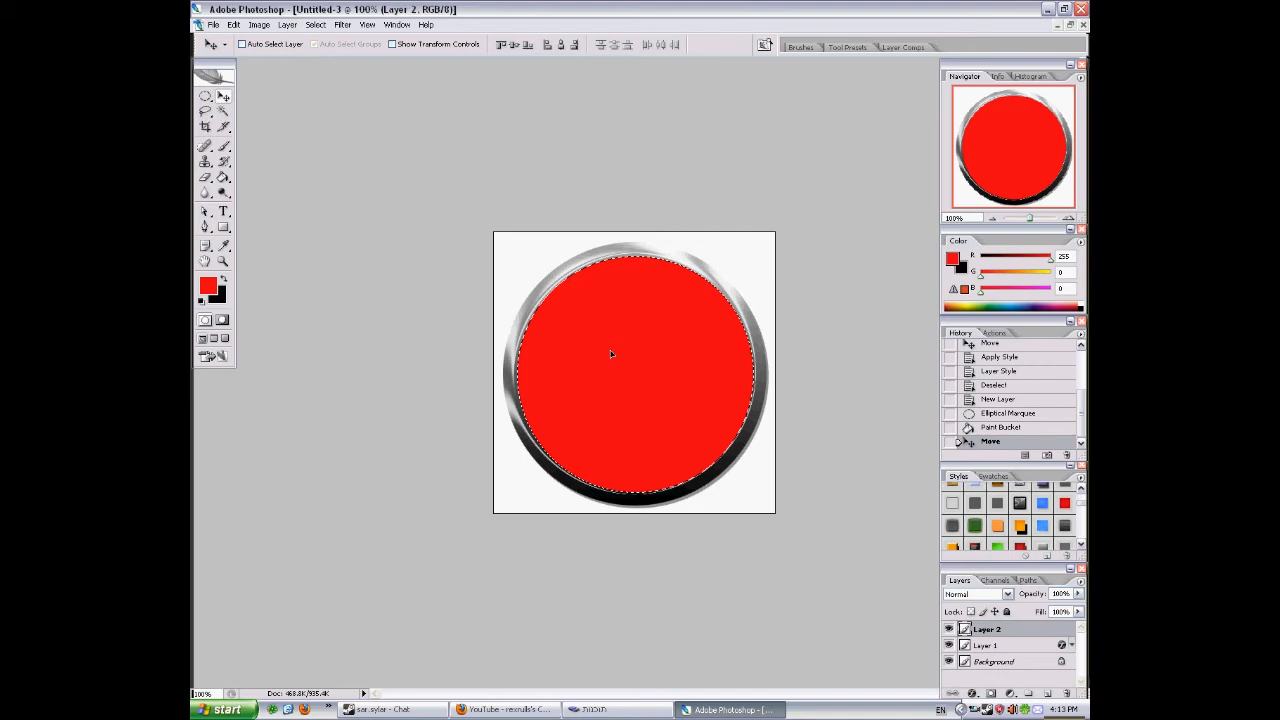 Adobe Photoshop - [Untitled-3 @ 100% (Layer 2, RGB/8)]
File Edit Image Layer Select Filter View Window Help
Auto Select Layer Auto Select Groups Show Transform Controls Brushes Tool Presets Layer Comps
Navigator Info Histogram
100%
Color
R 255
G 0
B 0
History Actions
Move
Apply Style
Layer Style
Deselect
New Layer
Elliptical Marquee
Paint Bucket
Move
Styles Swatches
Layers Channels Paths
Normal Opacity: 100%
Lock: Fill: 100%
Layer 2
Layer 1
Background
100% Doc: 468.8K/935.4K
start sar.sylar - Chat YouTube - rexrulls's C... תוכנות Adobe Photoshop - [... EN 4:13 PM